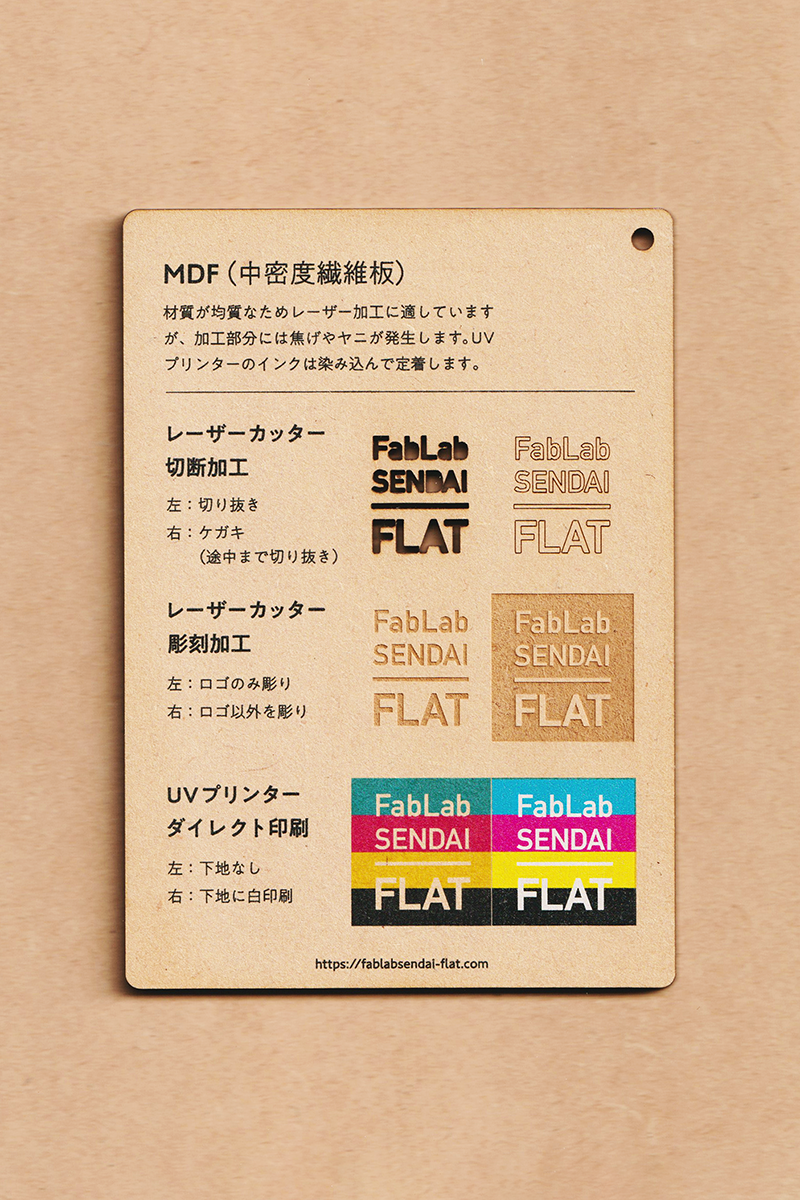 MDF（中密度繊維板）
材質が均質なためレーザー加工に適しています
が、加工部分には焦げやヤニが発生します。UV
プリンターのインクは染み込んで定着します。
レーザーカッター
切断加工
左：切り抜き
右：ケガキ
（途中まで切り抜き）
FabLab
SENDAI
FLAT
FabLab
SENDAI
FLAT
レーザーカッター
彫刻加工
左：ロゴのみ彫り
右：ロゴ以外を彫り
FabLab
SENDAI
FLAT
FabLab
SENDAI
FLAT
UVプリンター
ダイレクト印刷
左：下地なし
右：下地に白印刷
FabLab
SENDAI
FLAT
FabLab
SENDAI
FLAT
https://fablabsendai-flat.com